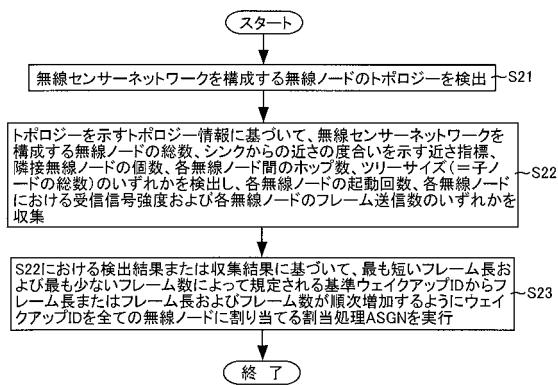 スタート
無線センサーネットワークを構成する無線ノードのトポロジーを検出
S21
トポロジーを示すトポロジー情報に基づいて、無線センサーネットワークを
構成する無線ノードの総数、シンクからの近さの度合いを示す近さ指標、
隣接無線ノードの個数、各無線ノード間のホップ数、ツリーサイズ(=子ノ
ードの総数)のいずれかを検出し、各無線ノードの起動回数、各無線ノード
における受信信号強度および各無線ノードのフレーム送信数のいずれかを
収集
S22
S22における検出結果または収集結果に基づいて、最も短いフレーム長お
よび最も少ないフレーム数によって規定される基準ウェイクアップIDからフ
レーム長またはフレーム長およびフレーム数が順次増加するようにウェイ
クアップIDを全ての無線ノードに割り当てる割当処理ASGNを実行
S23
終 了